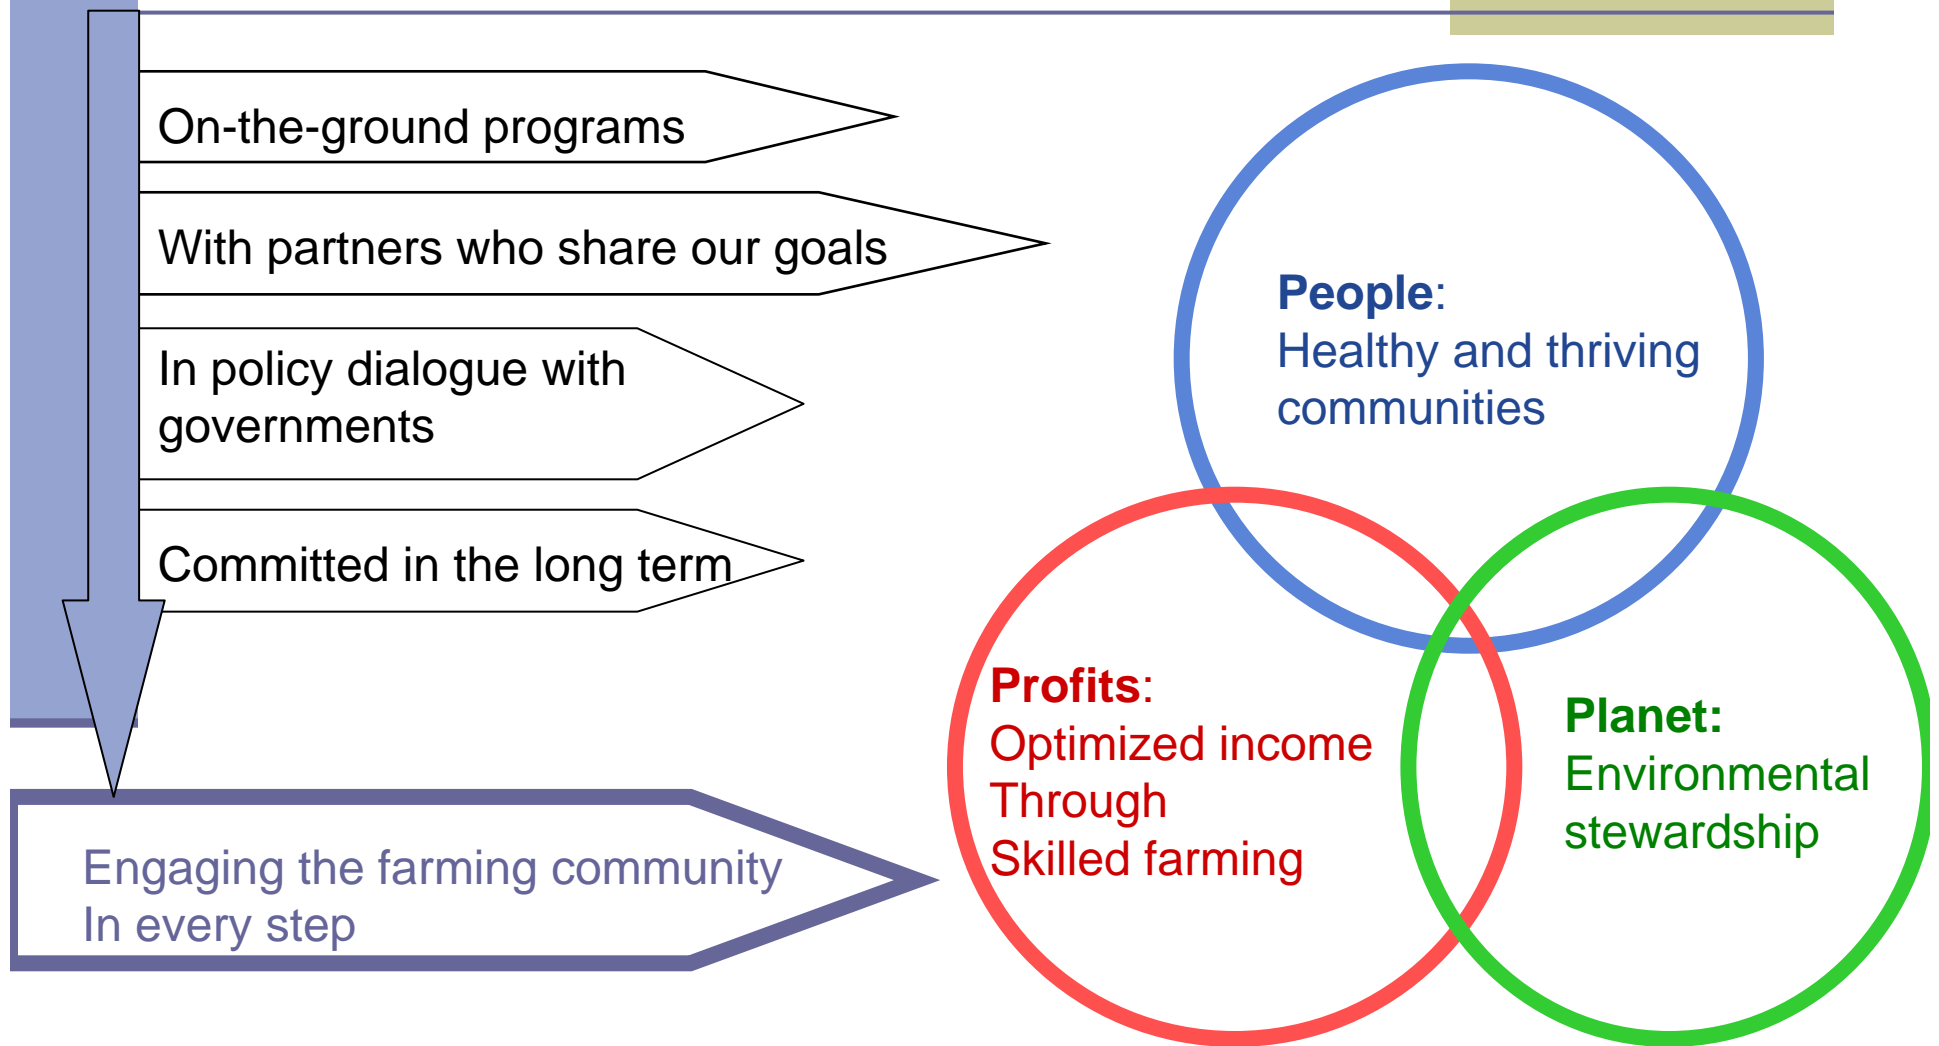 On-the-ground programs
With partners who share our goals
In policy dialogue with
governments
Committed in the long term
Engaging the farming community
In every step
People:
Healthy and thriving
communities
Profits:
Optimized income
Through
Skilled farming
Planet:
Environmental
stewardship